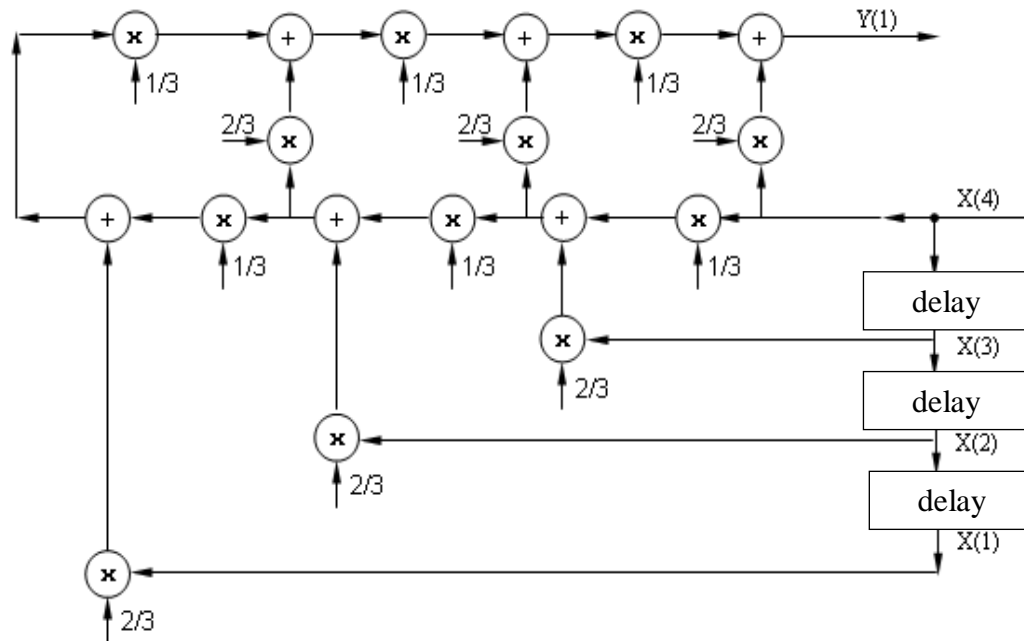 x + x + x + Y(1)
1/3 1/3 1/3
2/3 x 2/3 x 2/3 x
+ x + x + x X(4)
1/3 1/3 1/3
delay
x X(3)
2/3
delay
x X(2)
2/3
delay
X(1)
x
2/3